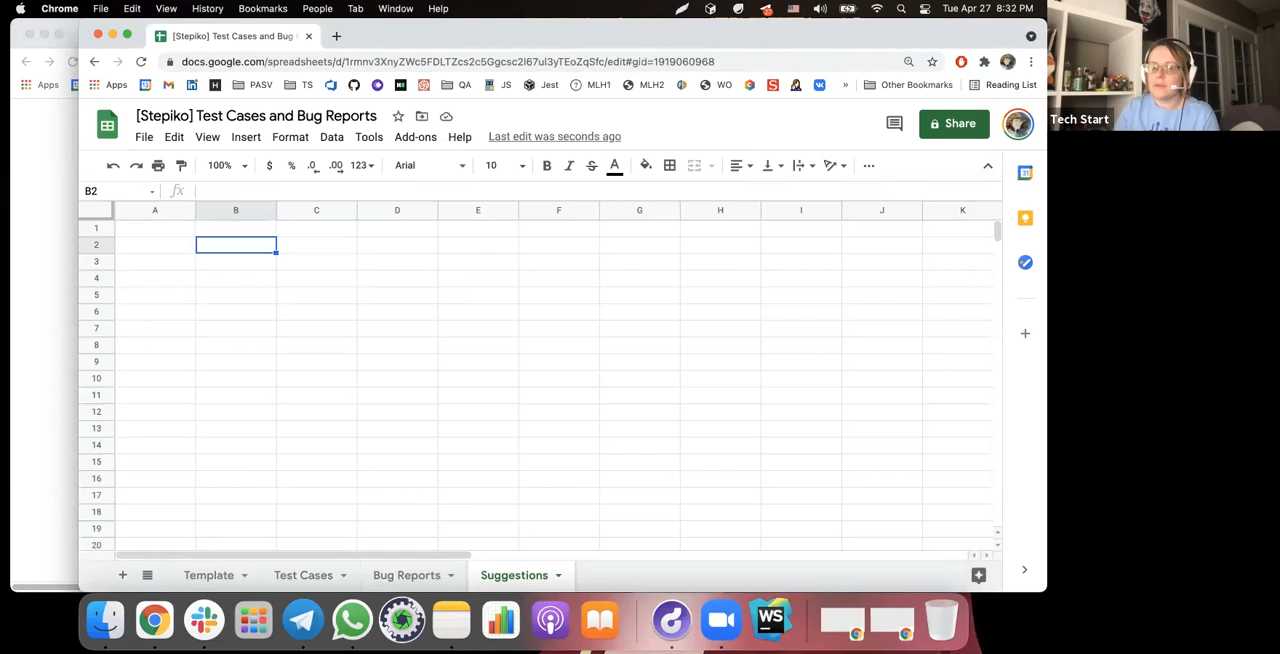 Chrome File Edit View History Bookmarks People Tab Window Help Tue Apr 27 8:32 PM
[Stepiko] Test Cases and Bug
docs.google.com/spreadsheets/d/1rmnv3XnyZWc5FDLTZcs2c5Ggcsc2l67ul3yTEoZqSfc/edit#gid=1919060968
Apps Apps PASV TS QA JS Jest MLH1 MLH2 WO » Other Bookmarks Reading List
[Stepiko] Test Cases and Bug Reports
Share
Tech Start
File Edit View Insert Format Data Tools Add-ons Help Last edit was seconds ago
100% $ % .0 .00 123 Arial 10 B I S A
B2 fx
A B C D E F G H I J K
1
2
3
4
5
6
7
8
9
10
11
12
13
14
15
16
17
18
19
20
Template Test Cases Bug Reports Suggestions
WS